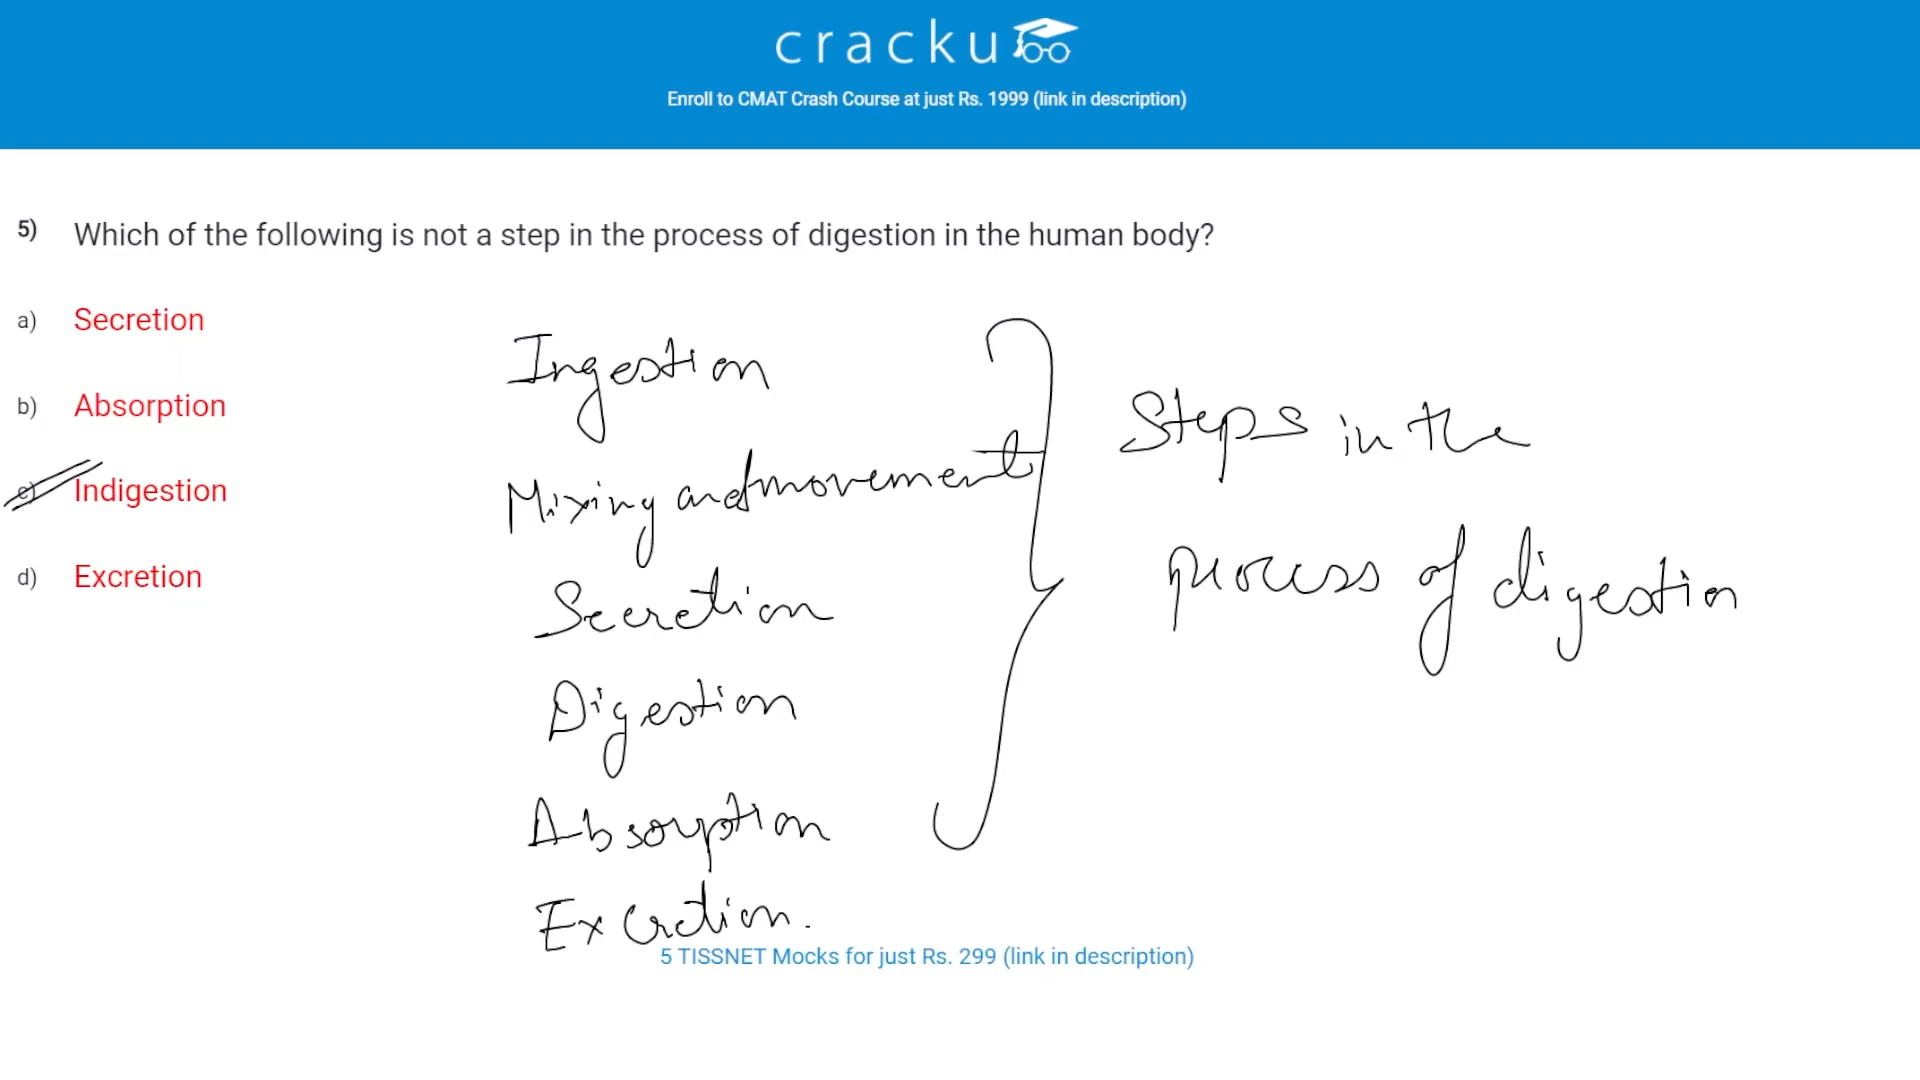 cracku
Enroll to CMAT Crash Course at just Rs. 1999 (link in description)
5) Which of the following is not a step in the process of digestion in the human body?
a) Secretion
b) Absorption
c) Indigestion
d) Excretion
Ingestion
Mixing and movement
Secretion
Digestion
Absorption
Excretion.
Steps in the
process of digestion
5 TISSNET Mocks for just Rs. 299 (link in description)